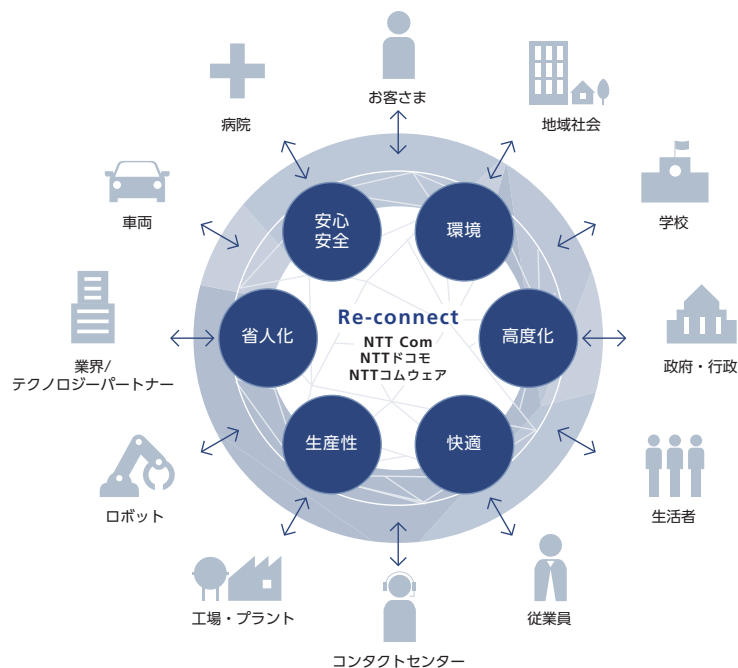 お客さま
病院
地域社会
車両
学校
安心
安全
環境
Re-connect
NTT Com
NTTドコモ
NTTコムウェア
省人化
高度化
業界/
テクノロジーパートナー
政府・行政
生産性
快適
ロボット
生活者
工場・プラント
従業員
コンタクトセンター